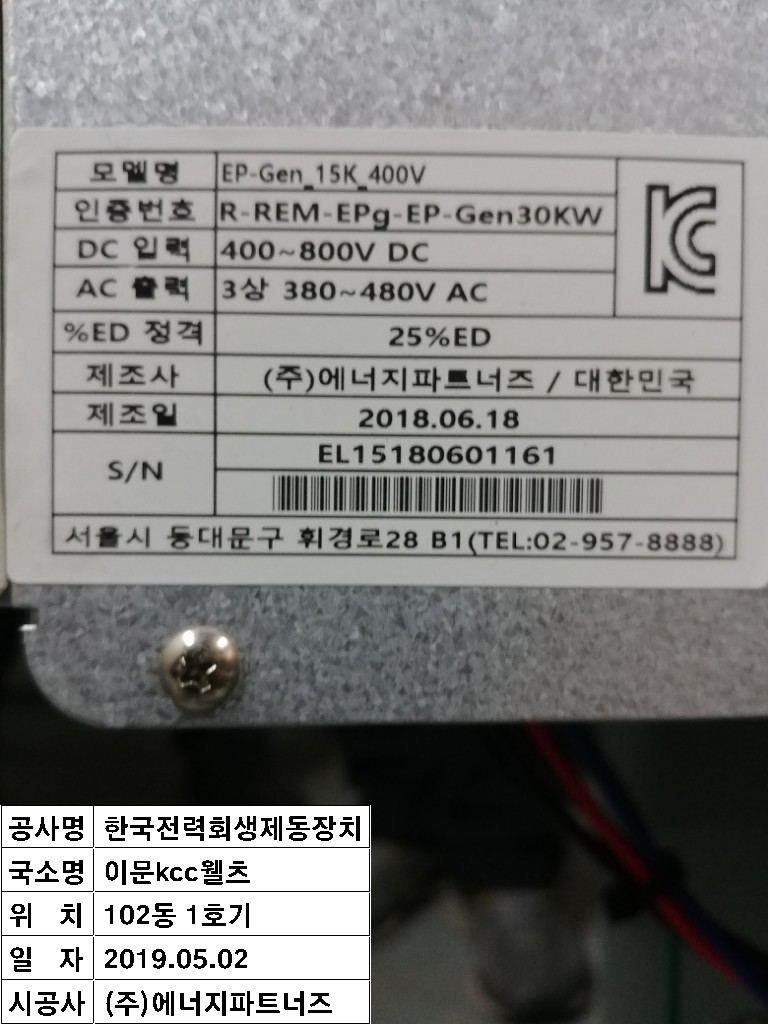 모델명 EP-Gen_15K_400V
인증번호 R-REM-EPg-EP-Gen30KW
DC 입력 400~800V DC
AC 출력 3상 380~480V AC
%ED 정격 25%ED
제조사 (주)에너지파트너즈 / 대한민국
제조일 2018.06.18
S/N EL15180601161
서울시 동대문구 휘경로28 B1(TEL:02-957-8888)
공사명 한국전력회생제동장치
국소명 이문kcc웰츠
위 치 102동 1호기
일 자 2019.05.02
시공사 (주)에너지파트너즈